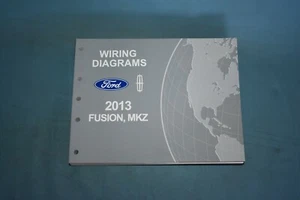 WIRING
DIAGRAMS
Ford
2013
FUSION, MKZ